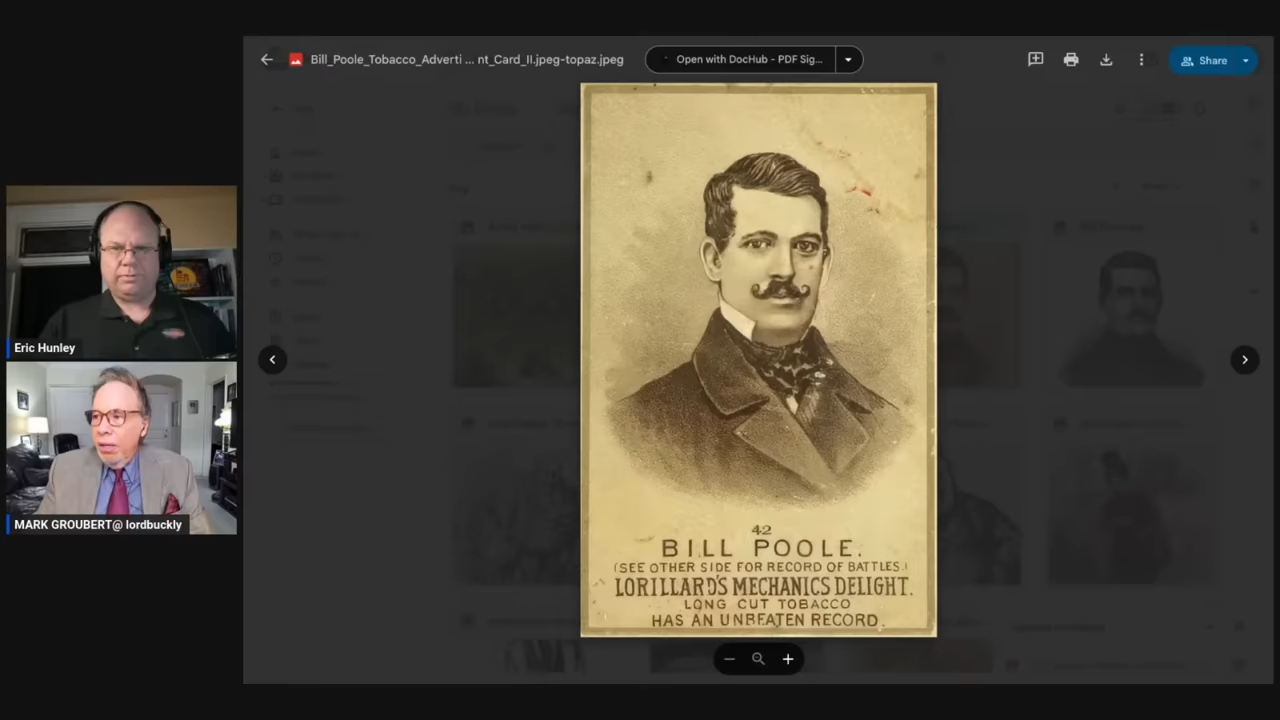 Bill_Poole_Tobacco_Adverti ... nt_Card_II.jpeg-topaz.jpeg
Open with DocHub - PDF Sig...
Share
Eric Hunley
MARK GROUBERT@ lordbuckly
42
BILL POOLE.
(SEE OTHER SIDE FOR RECORD OF BATTLES.)
LORILLARD'S MECHANICS DELIGHT.
LONG CUT TOBACCO
HAS AN UNBEATEN RECORD.